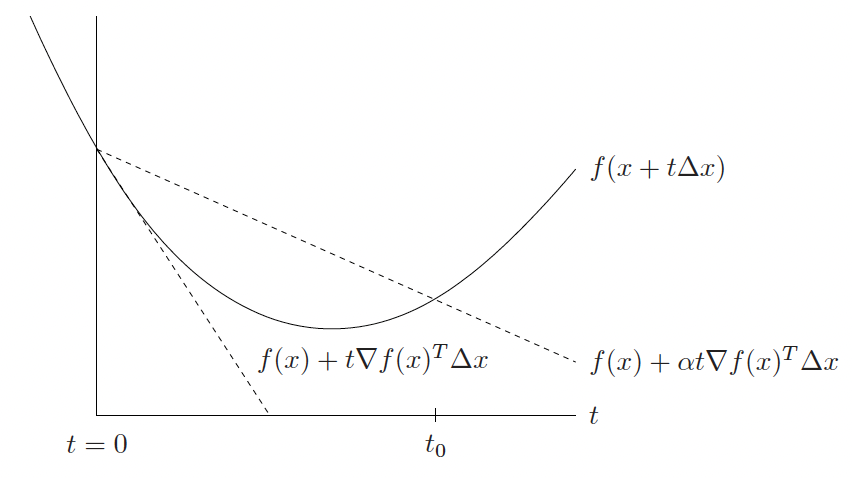 f(x + tΔx)
f(x) + t∇f(x)^T Δx
f(x) + αt∇f(x)^T Δx
t
t = 0
t_0